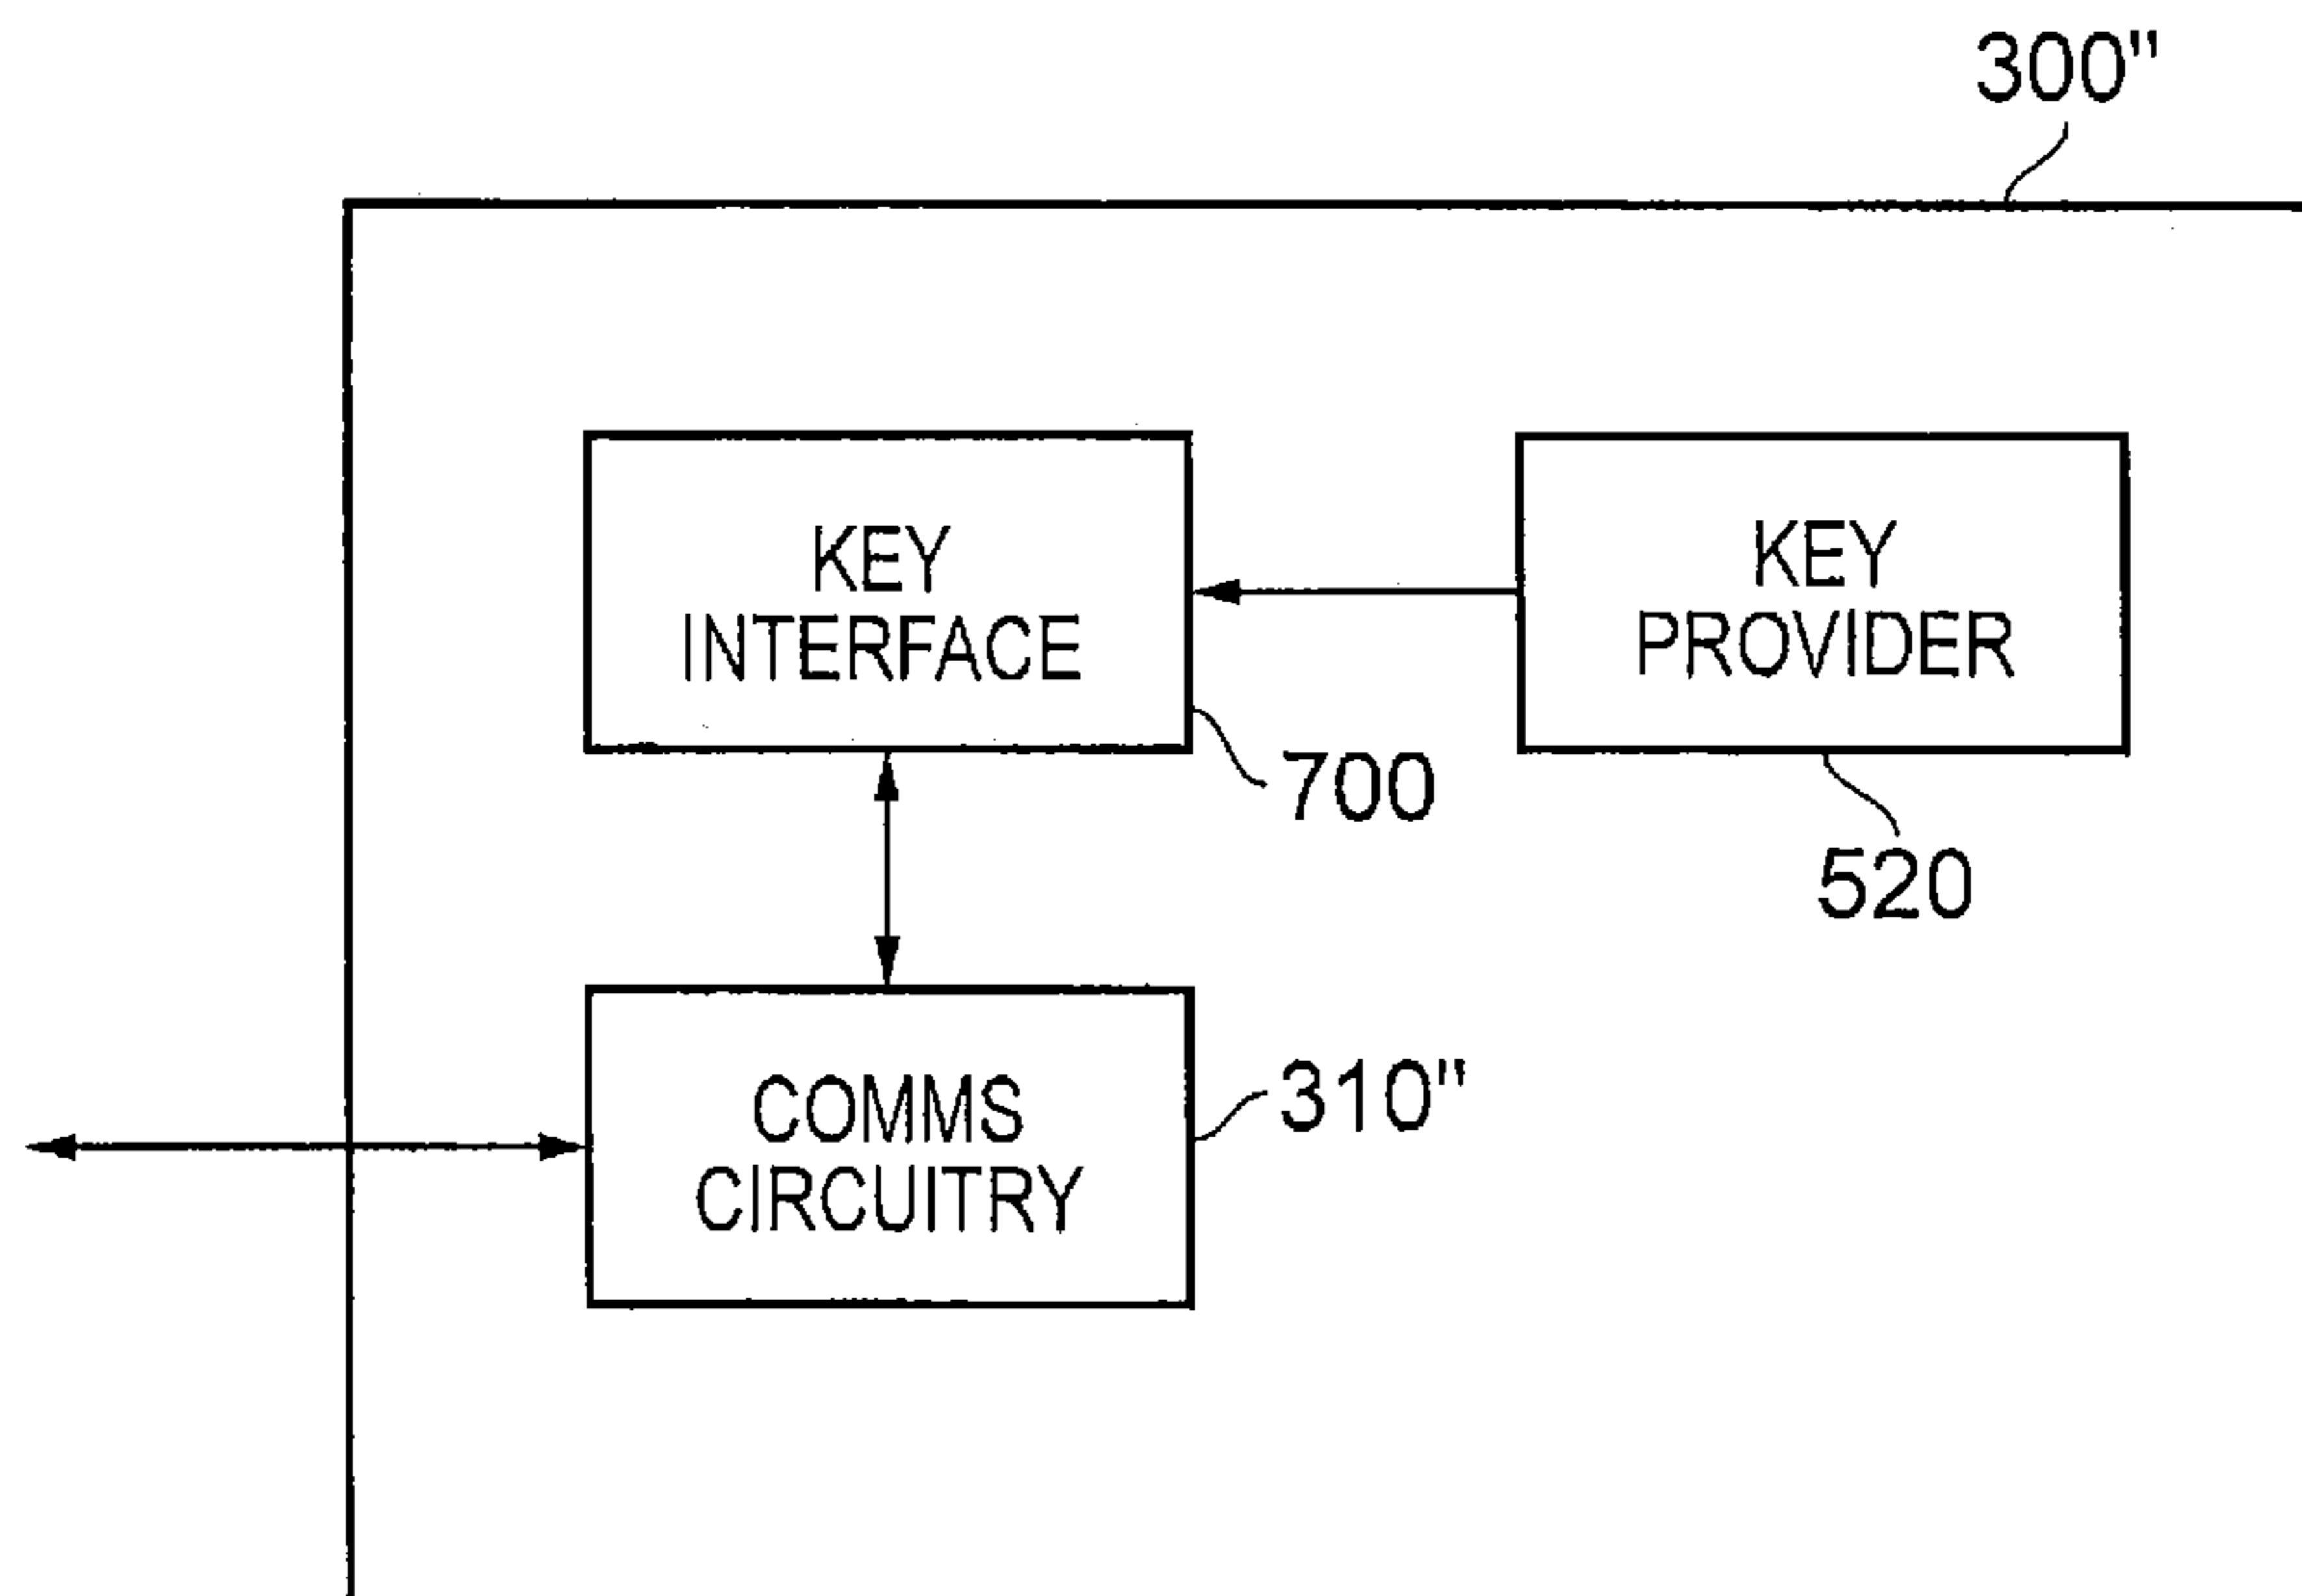 300"
KEY
INTERFACE
KEY
PROVIDER
700
520
COMMS
CIRCUITRY
310"